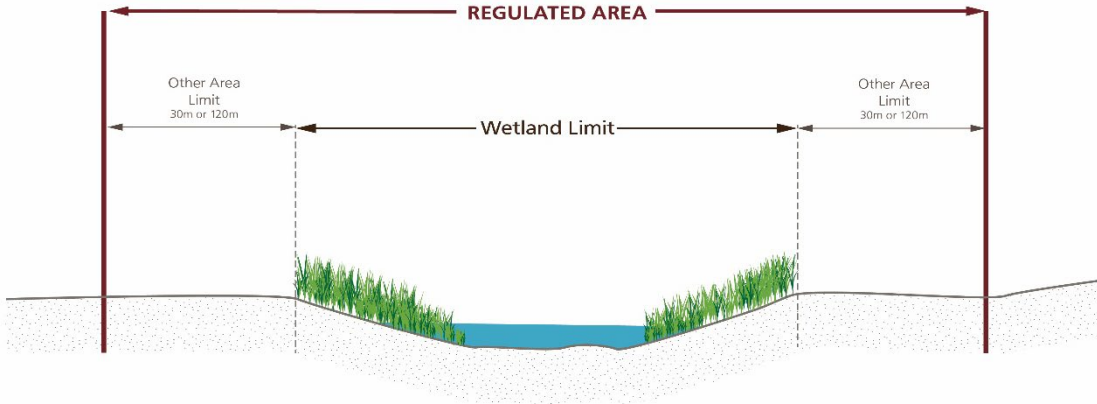 REGULATED AREA
Other Area
Limit
30m or 120m
Wetland Limit
Other Area
Limit
30m or 120m